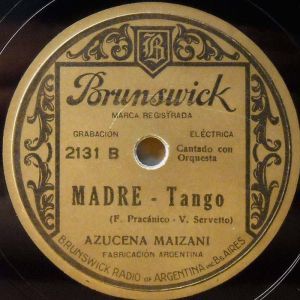 B
Brunswick
MARCA REGISTRADA
GRABACIÓN ELÉCTRICA
2131 B Cantado con
Orquesta
MADRE - Tango
(F. Pracánico - V. Servetto)
AZUCENA MAIZANI
FABRICACIÓN ARGENTINA
BRUNSWICK RADIO OF ARGENTINA INC. Bs. AIRES